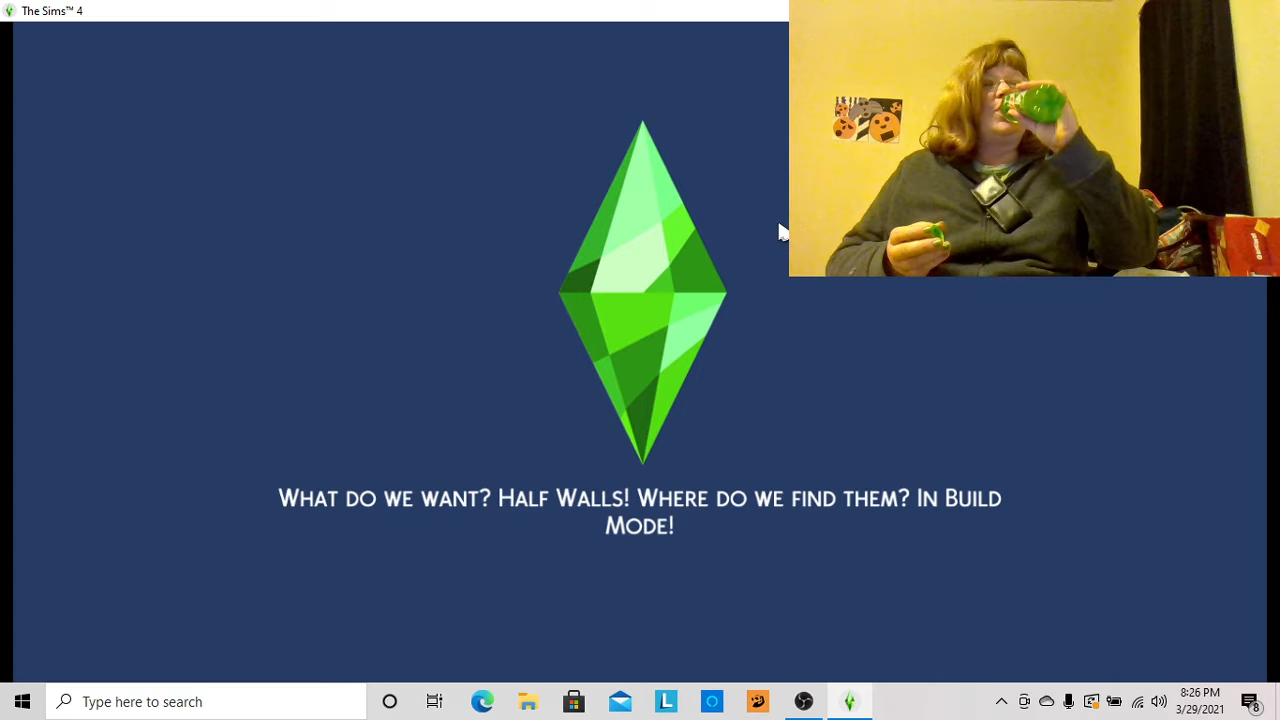 The Sims™ 4
What do we want? Half Walls! Where do we find them? In Build
Mode!
Type here to search
L
8:26 PM
3/29/2021
8